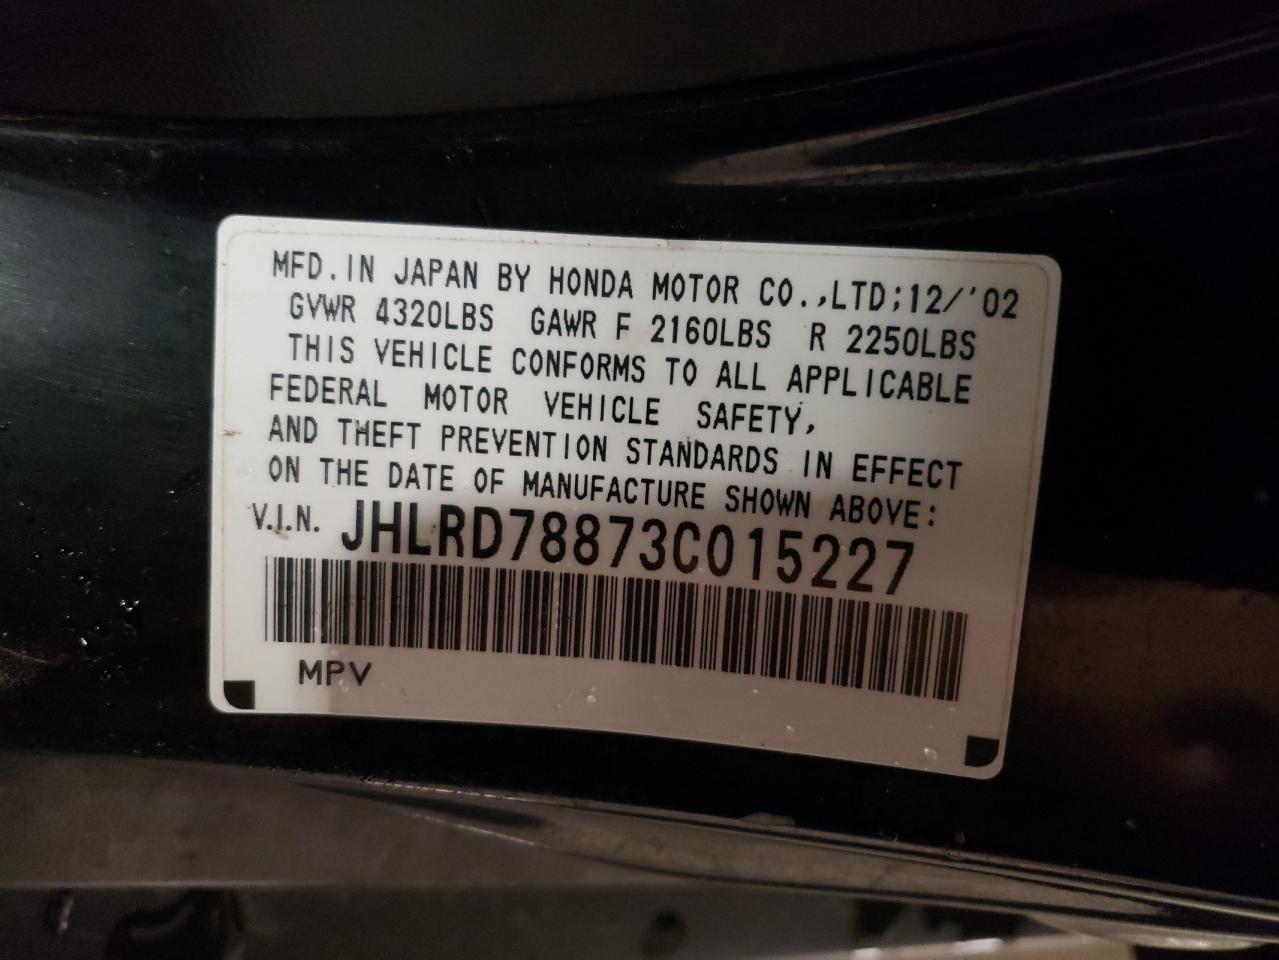 MFD. IN JAPAN BY HONDA MOTOR CO.,LTD;12/'02
GVWR 4320LBS GAWR F 2160LBS R 2250LBS
THIS VEHICLE CONFORMS TO ALL APPLICABLE
FEDERAL MOTOR VEHICLE SAFETY,
AND THEFT PREVENTION STANDARDS IN EFFECT
ON THE DATE OF MANUFACTURE SHOWN ABOVE:
V.I.N. JHLRD78873C015227
MPV